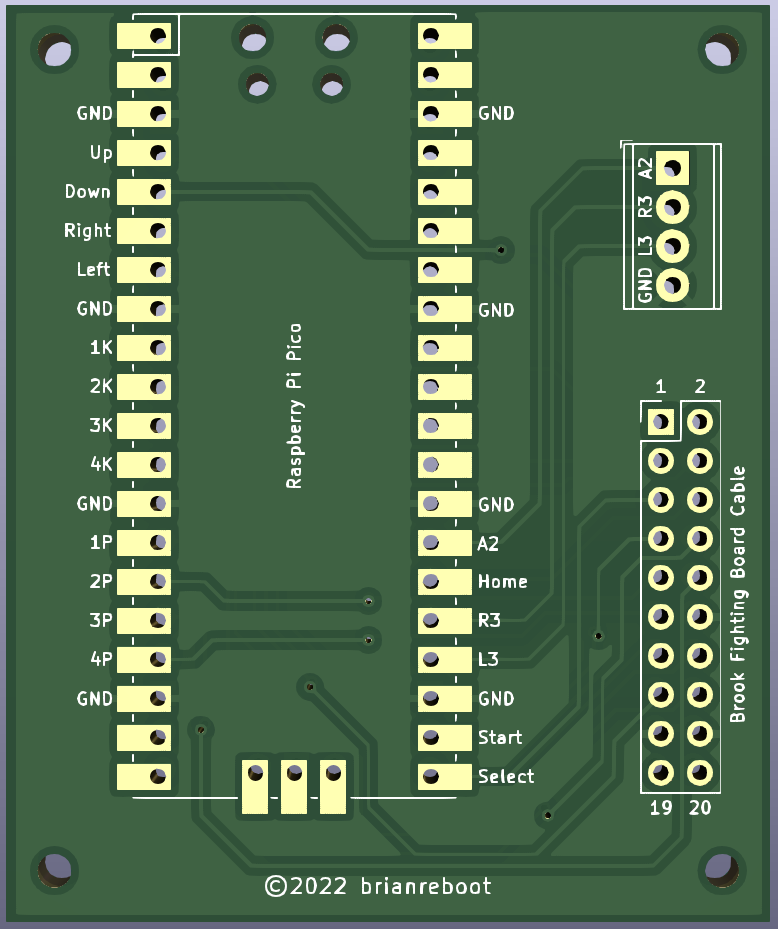 GND
Up
Down
Right
Left
GND
1K
2K
3K
4K
GND
1P
2P
3P
4P
GND
Raspberry Pi Pico
GND
GND
GND
A2
Home
R3
L3
GND
Start
Select
A2
R3
L3
GND
1 2
Brook Fighting Board Cable
19 20
©2022 brianreboot